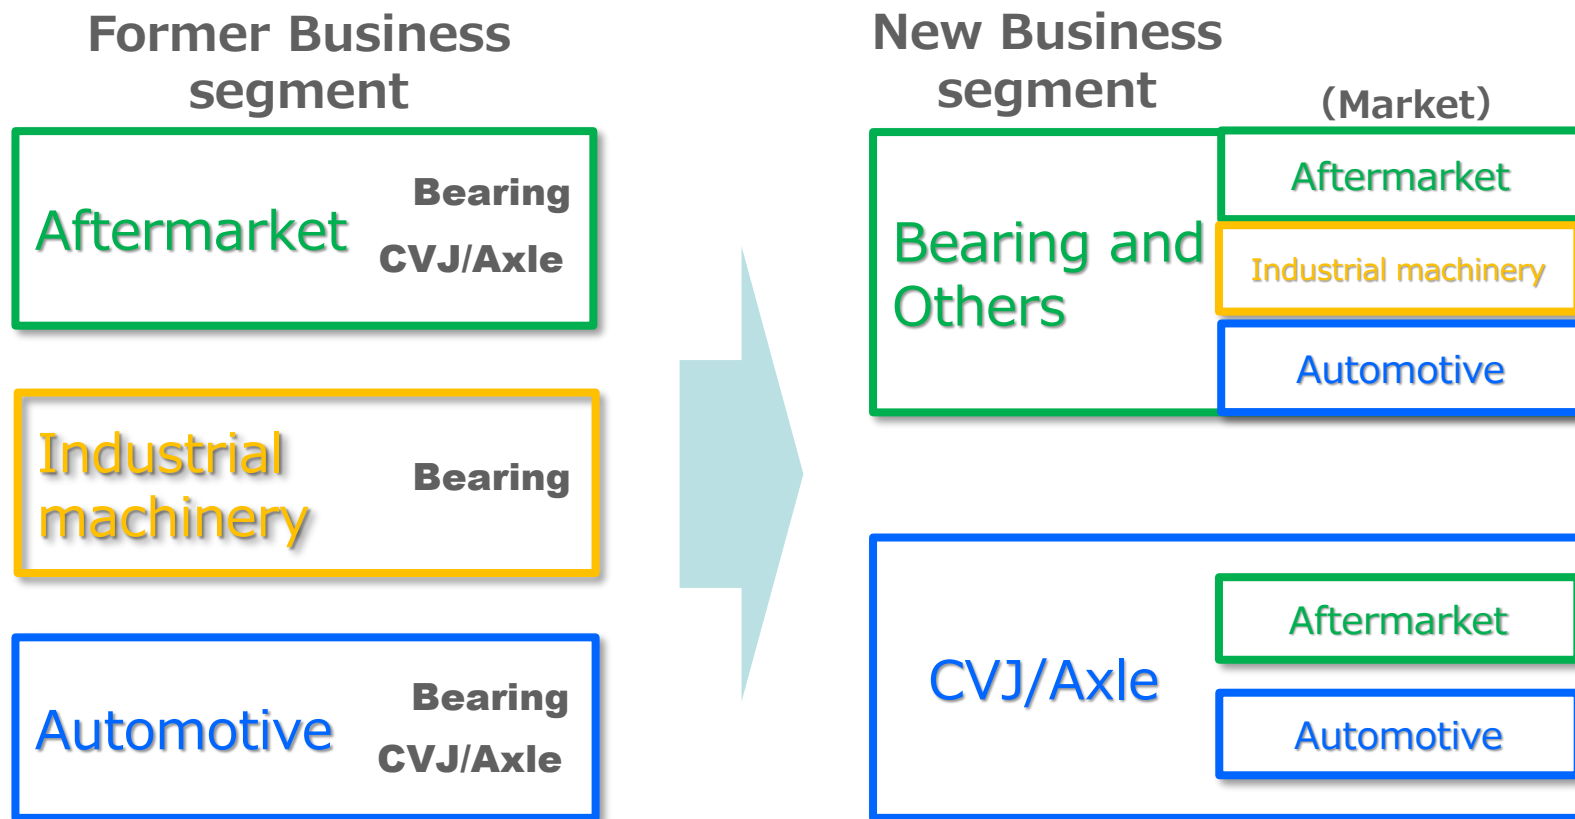 Former Business
segment
Aftermarket
Bearing
CVJ/Axle
Industrial
machinery
Bearing
Automotive
Bearing
CVJ/Axle
New Business
segment
（Market）
Bearing and
Others
Aftermarket
Industrial machinery
Automotive
CVJ/Axle
Aftermarket
Automotive